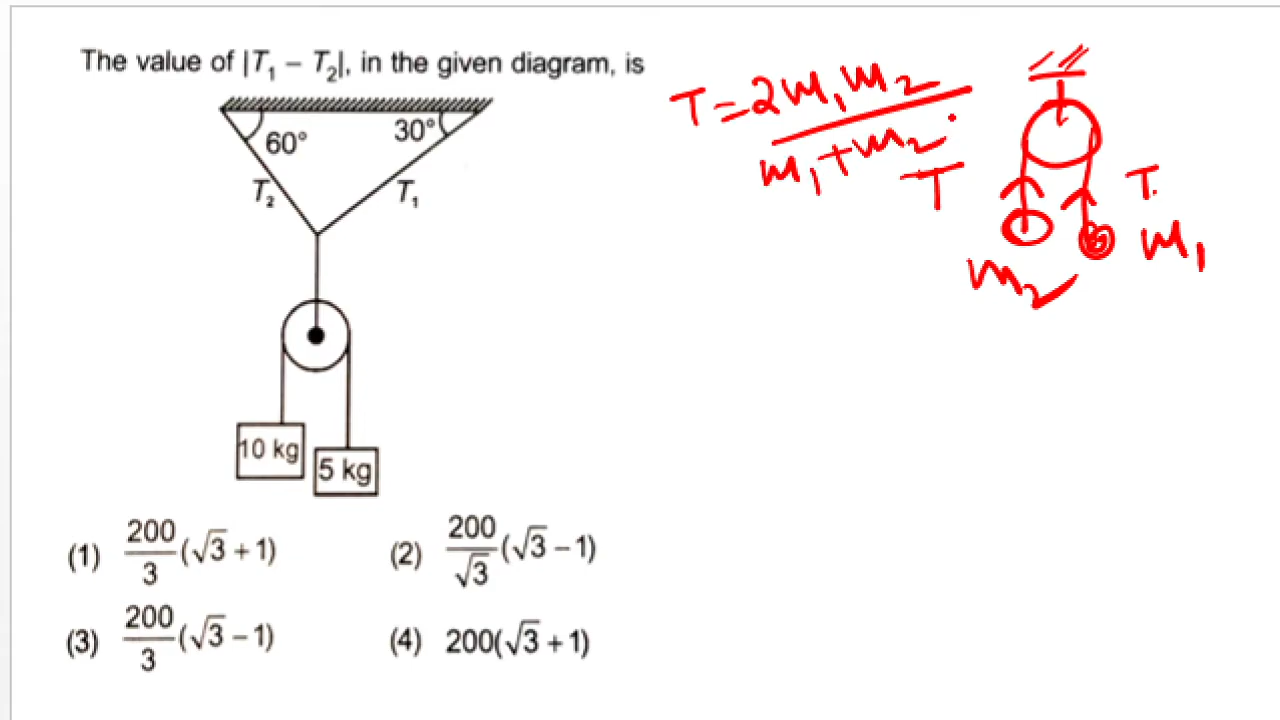 The value of |T₁ – T₂|, in the given diagram, is
60°
30°
T₂
T₁
10 kg
5 kg
(1) 200/3 (√3 + 1)
(2) 200/√3 (√3 – 1)
(3) 200/3 (√3 – 1)
(4) 200(√3 + 1)
T = 2m₁m₂
m₁ + m₂
T
T
m₁
m₂